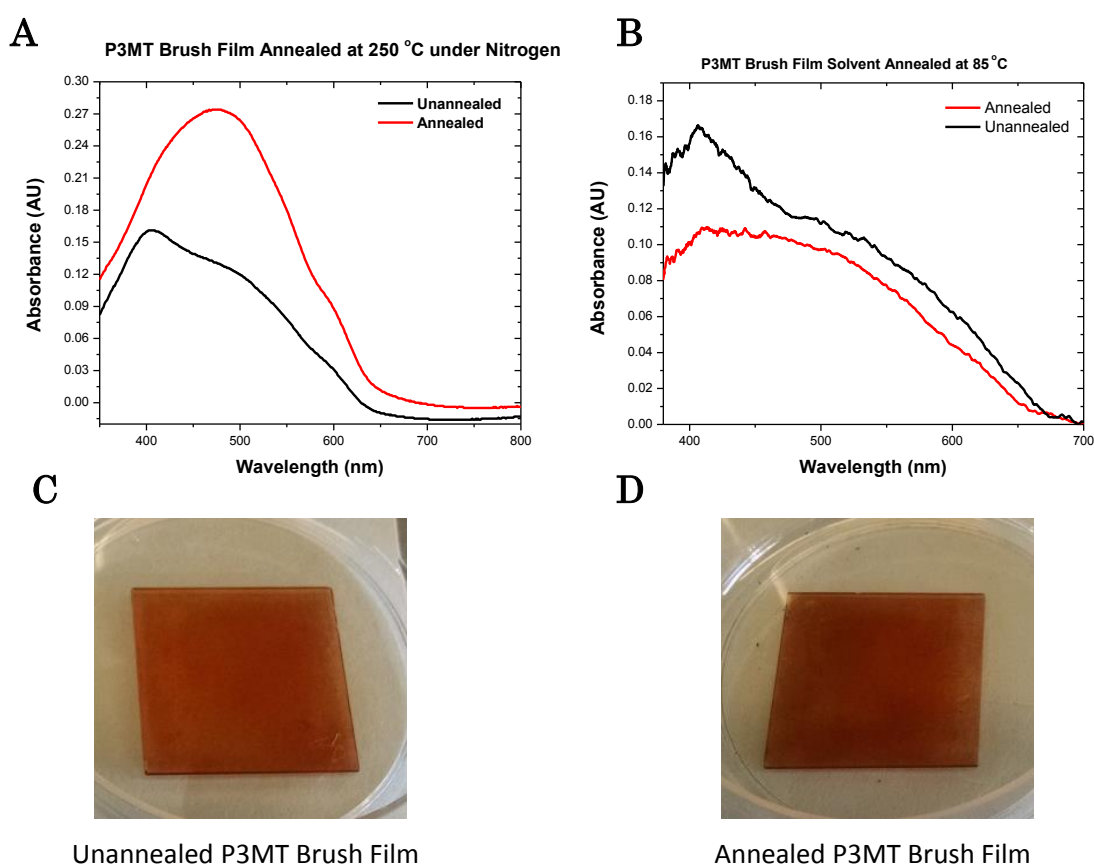 A
P3MT Brush Film Annealed at 250 °C under Nitrogen
0.30
0.27
0.24
0.21
0.18
0.15
0.12
0.09
0.06
0.03
0.00
Absorbance (AU)
Unannealed
Annealed
400
500
600
700
800
Wavelength (nm)
B
P3MT Brush Film Solvent Annealed at 85 °C
0.18
0.16
0.14
0.12
0.10
0.08
0.06
0.04
0.02
0.00
Absorbance (AU)
Annealed
Unannealed
400
500
600
700
Wavelength (nm)
C
Unannealed P3MT Brush Film
D
Annealed P3MT Brush Film